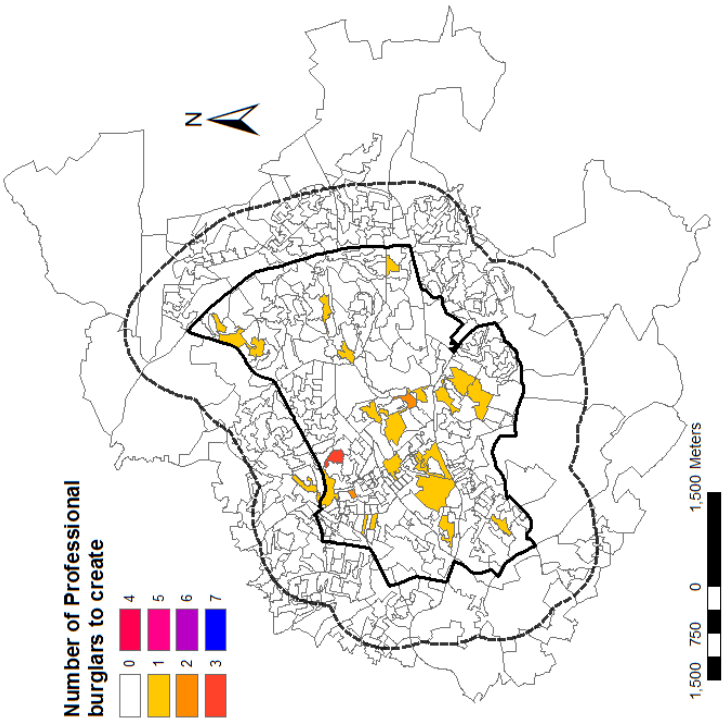 Number of Professional
burglars to create
0 4
1 5
2 6
3 7
N
1,500 750 0 1,500 Meters